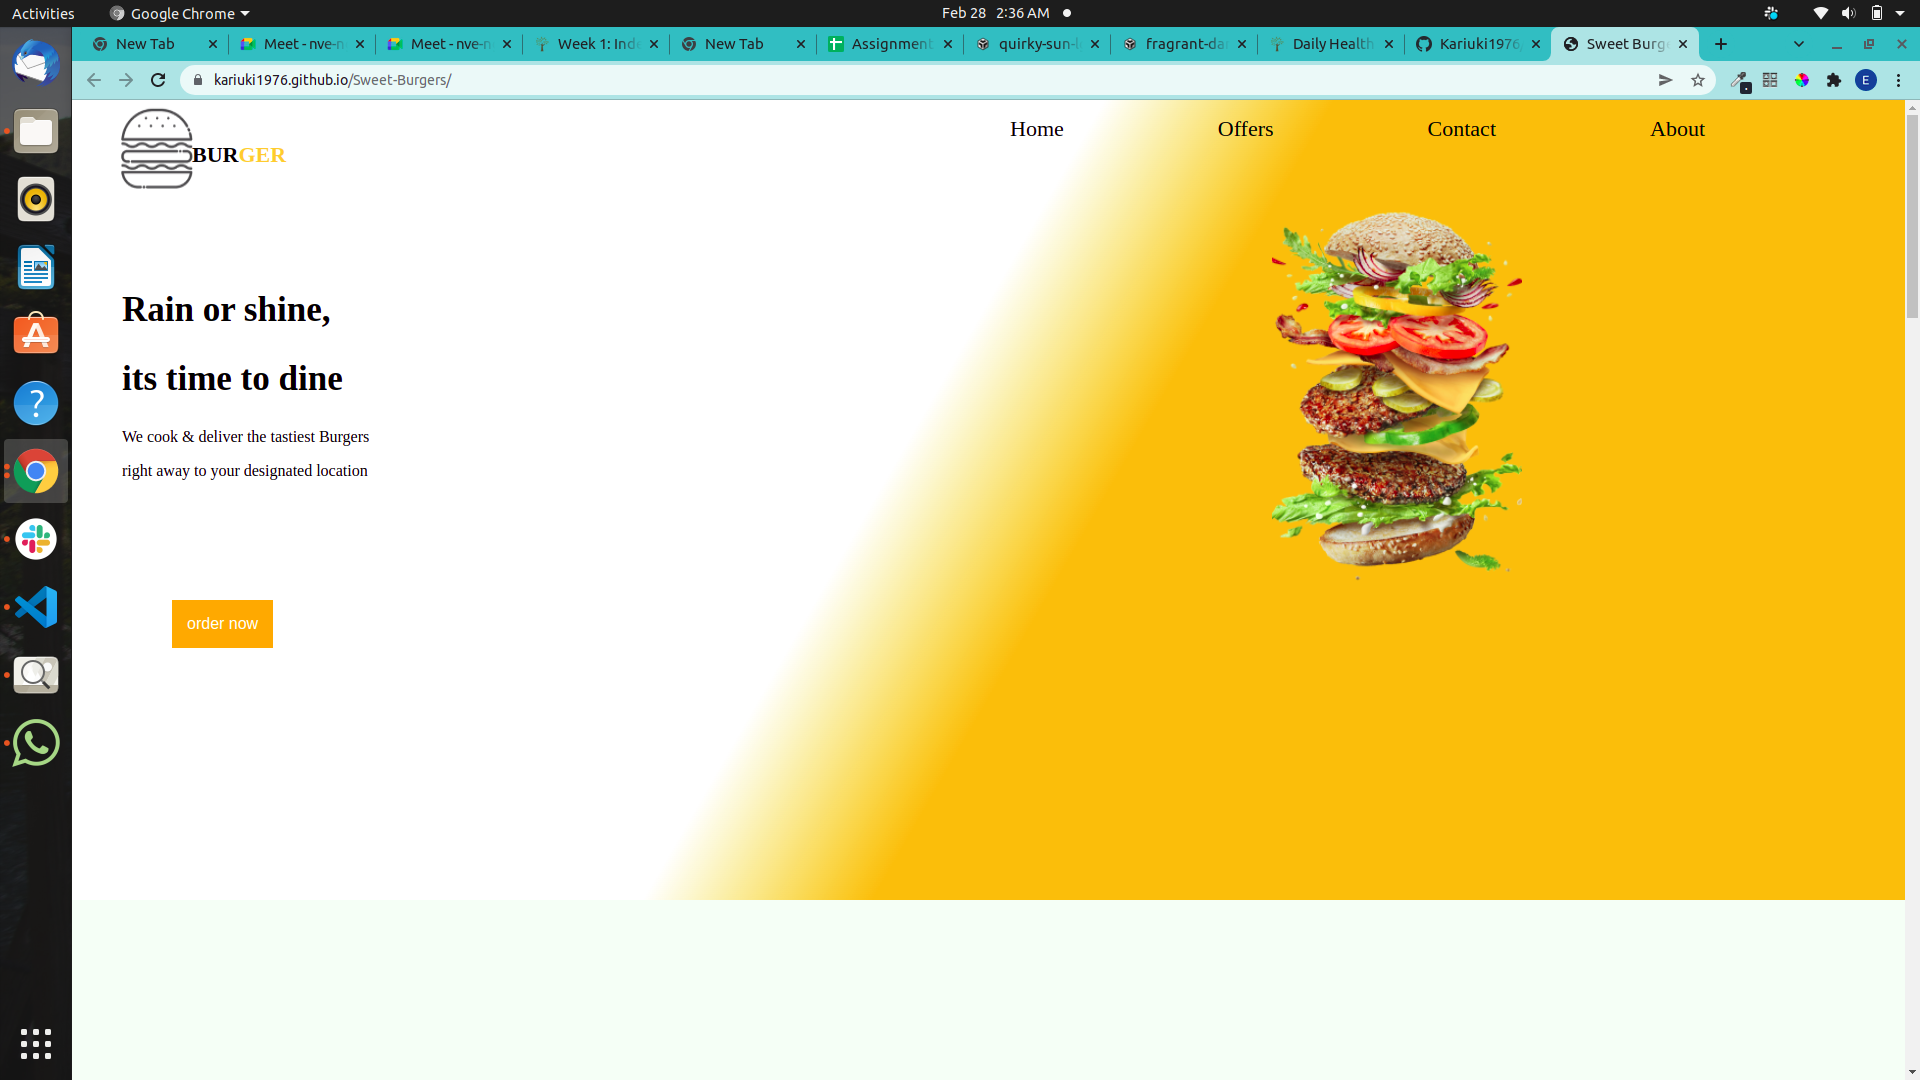 Activities
Google Chrome
Feb 28 2:36 AM
New Tab
Meet - nve-n
Meet - nve-n
Week 1: Ind
New Tab
Assignment
quirky-sun-
fragrant-da
Daily Health
Kariuki1976
Sweet Burg
kariuki1976.github.io/Sweet-Burgers/
E
BURGER
Home
Offers
Contact
About
Rain or shine,
its time to dine
We cook & deliver the tastiest Burgers
right away to your designated location
order now